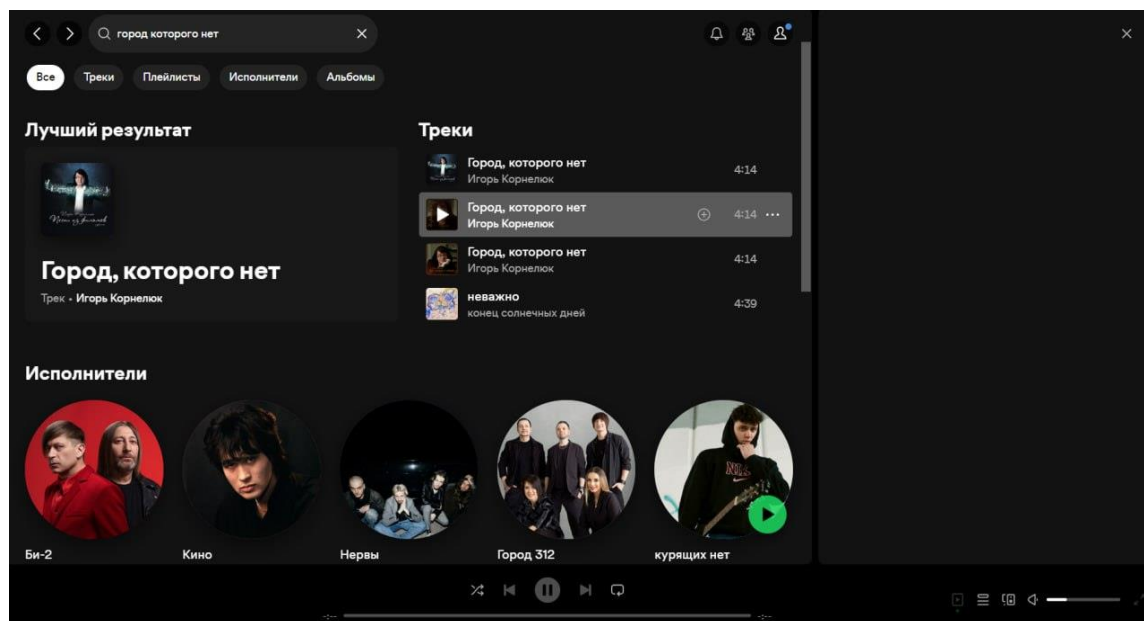 город которого нет
Все Треки Плейлисты Исполнители Альбомы
Лучший результат
Город, которого нет
Трек • Игорь Корнелюк
Треки
Город, которого нет
Игорь Корнелюк
4:14
Город, которого нет
Игорь Корнелюк
4:14
Город, которого нет
Игорь Корнелюк
4:14
неважно
конец солнечных дней
4:39
Исполнители
Би-2
Кино
Нервы
Город 312
курящих нет
-:-- -:--